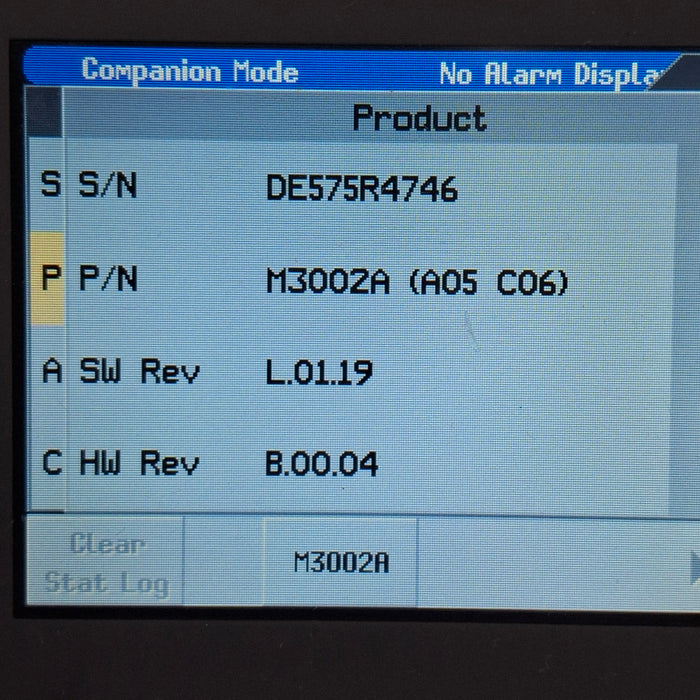 Companion Mode No Alarm Displa
Product
S S/N DE575R4746
P P/N M3002A (A05 C06)
A SW Rev L.01.19
C HW Rev B.00.04
Clear
Stat Log
M3002A